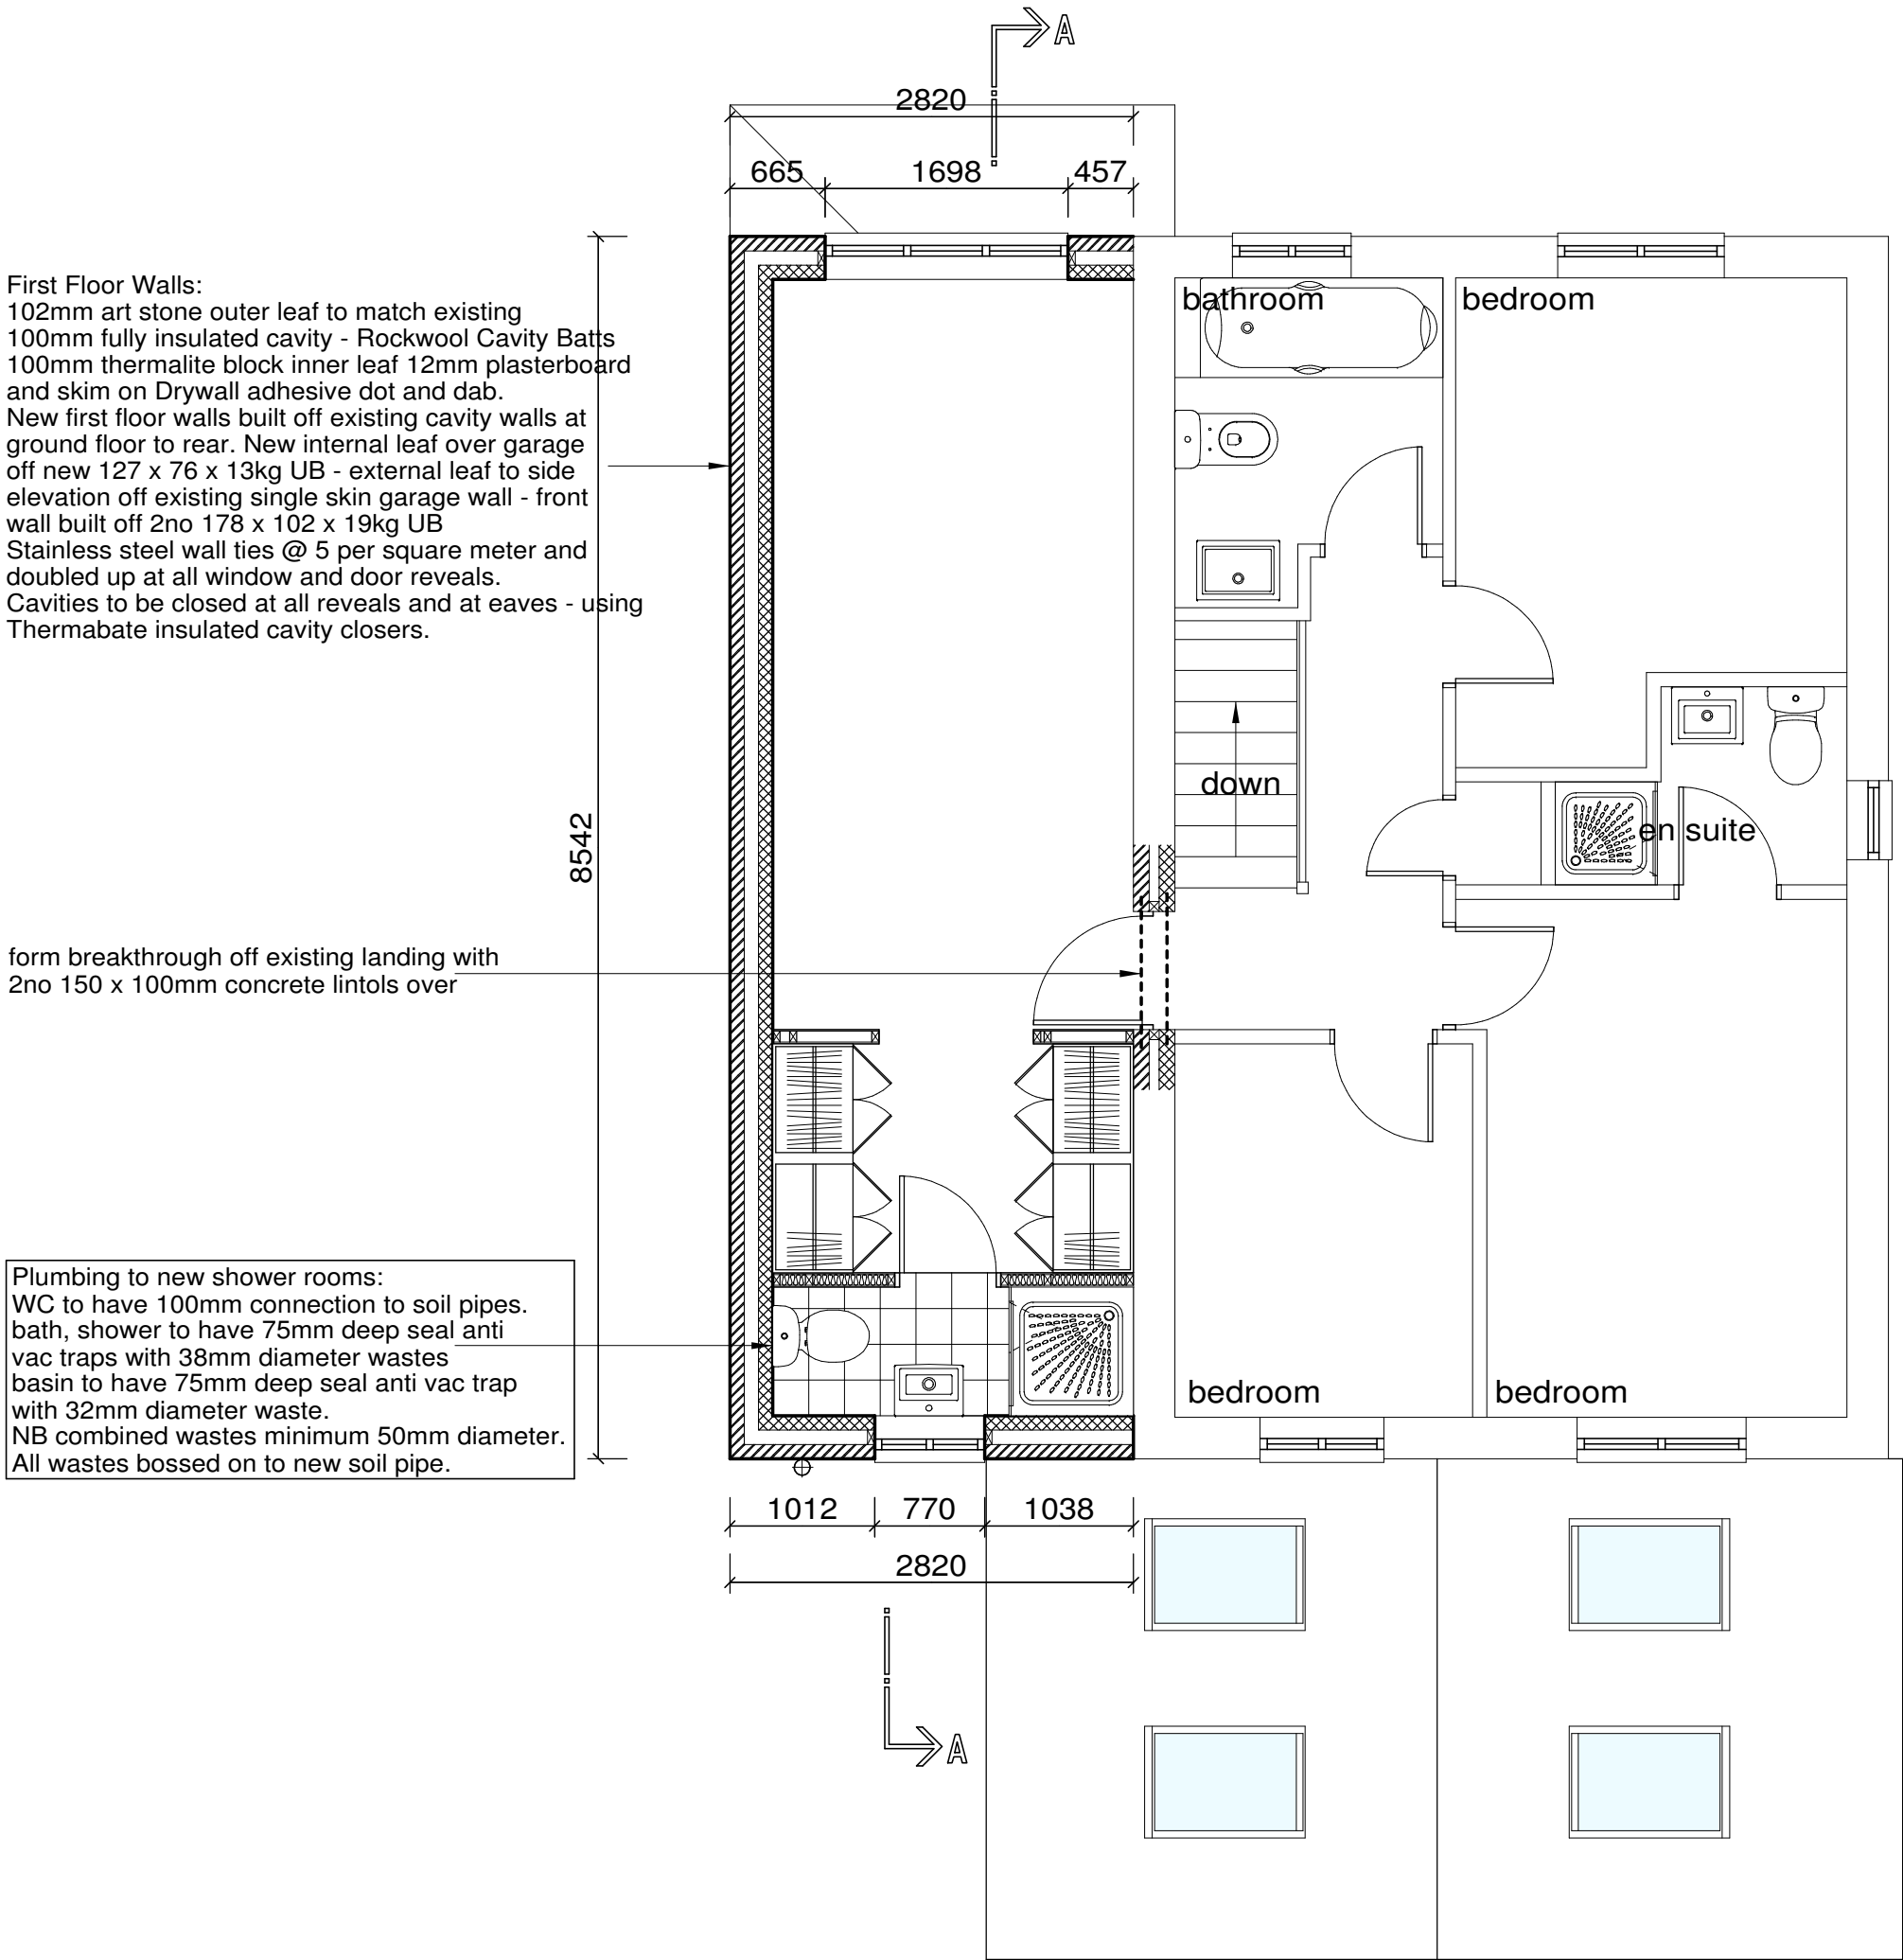 A
2820
665 1698 457
First Floor Walls:
102mm art stone outer leaf to match existing
100mm fully insulated cavity - Rockwool Cavity Batts
100mm thermalite block inner leaf 12mm plasterboard
and skim on Drywall adhesive dot and dab.
New first floor walls built off existing cavity walls at
ground floor to rear. New internal leaf over garage
off new 127 x 76 x 13kg UB - external leaf to side
elevation off existing single skin garage wall - front
wall built off 2no 178 x 102 x 19kg UB
Stainless steel wall ties @ 5 per square meter and
doubled up at all window and door reveals.
Cavities to be closed at all reveals and at eaves - using
Thermabate insulated cavity closers.
bathroom
bedroom
down
en suite
8542
form breakthrough off existing landing with
2no 150 x 100mm concrete lintols over
Plumbing to new shower rooms:
WC to have 100mm connection to soil pipes.
bath, shower to have 75mm deep seal anti
vac traps with 38mm diameter wastes
basin to have 75mm deep seal anti vac trap
with 32mm diameter waste.
NB combined wastes minimum 50mm diameter.
All wastes bossed on to new soil pipe.
bedroom
bedroom
1012 770 1038
2820
A